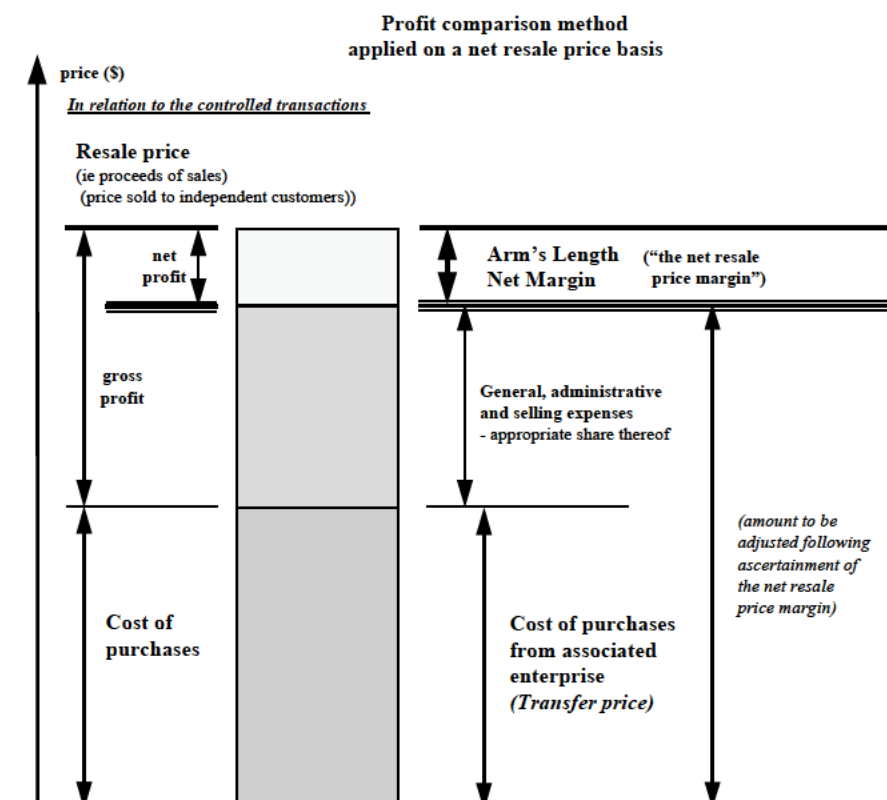 Profit comparison method
applied on a net resale price basis
price ($)
In relation to the controlled transactions
Resale price
(ie proceeds of sales)
(price sold to independent customers))
net
profit
Arm's Length
Net Margin
("the net resale
price margin")
gross
profit
General, administrative
and selling expenses
- appropriate share thereof
(amount to be
adjusted following
ascertainment of
the net resale
price margin)
Cost of
purchases
Cost of purchases
from associated
enterprise
(Transfer price)